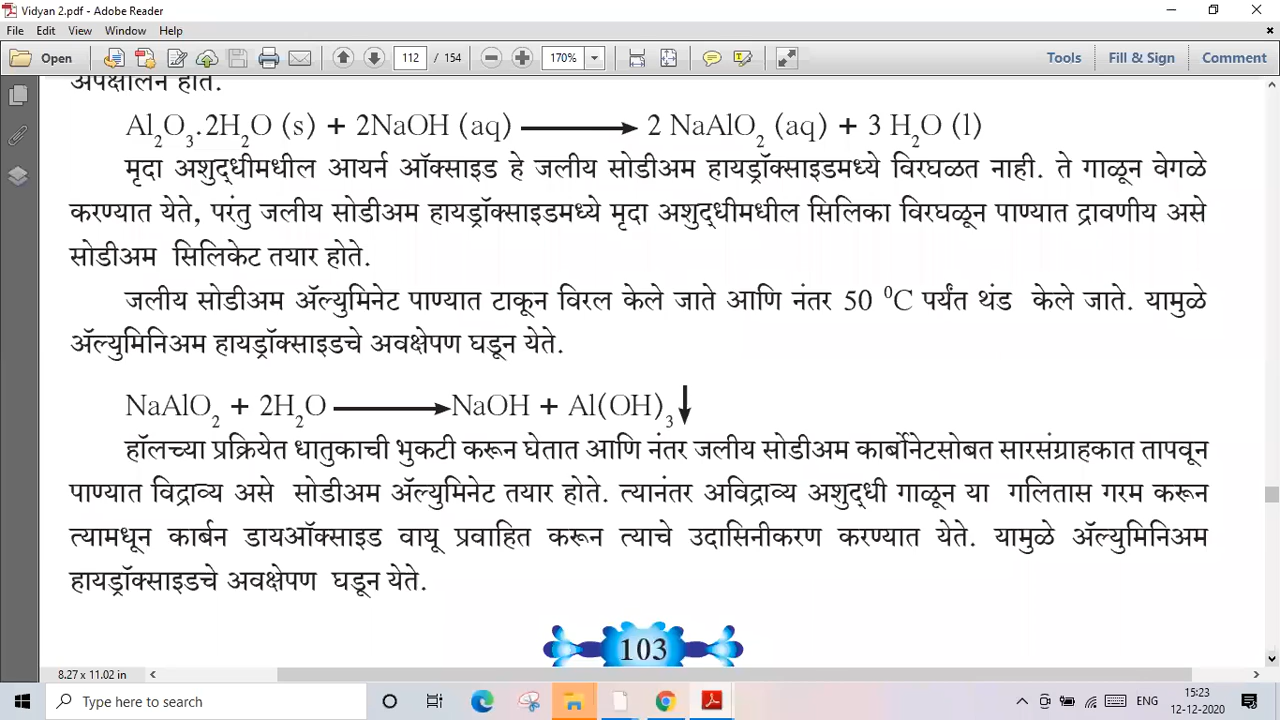 Vidyan 2.pdf - Adobe Reader
File Edit View Window Help
Open 112 / 154 170% Tools Fill & Sign Comment
अपक्षालन होते.
Al₂O₃.2H₂O (s) + 2NaOH (aq) ⟶ 2 NaAlO₂ (aq) + 3 H₂O (l)
मृदा अशुद्धीमधील आयर्न ऑक्साइड हे जलीय सोडीअम हायड्रॉक्साइडमध्ये विरघळत नाही. ते गाळून वेगळे
करण्यात येते, परंतु जलीय सोडीअम हायड्रॉक्साइडमध्ये मृदा अशुद्धीमधील सिलिका विरघळून पाण्यात द्रावणीय असे
सोडीअम सिलिकेट तयार होते.
जलीय सोडीअम ॲल्युमिनेट पाण्यात टाकून विरल केले जाते आणि नंतर 50 ⁰C पर्यंत थंड केले जाते. यामुळे
ॲल्युमिनिअम हायड्रॉक्साइडचे अवक्षेपण घडून येते.
NaAlO₂ + 2H₂O ⟶ NaOH + Al(OH)₃ ↓
हॉलच्या प्रक्रियेत धातुकाची भुकटी करून घेतात आणि नंतर जलीय सोडीअम कार्बोनेटसोबत सारसंग्राहकात तापवून
पाण्यात विद्राव्य असे सोडीअम ॲल्युमिनेट तयार होते. त्यानंतर अविद्राव्य अशुद्धी गाळून या गलितास गरम करून
त्यामधून कार्बन डायऑक्साइड वायू प्रवाहित करून त्याचे उदासिनीकरण करण्यात येते. यामुळे ॲल्युमिनिअम
हायड्रॉक्साइडचे अवक्षेपण घडून येते.
103
8.27 x 11.02 in
Type here to search ENG 15:23
12-12-2020